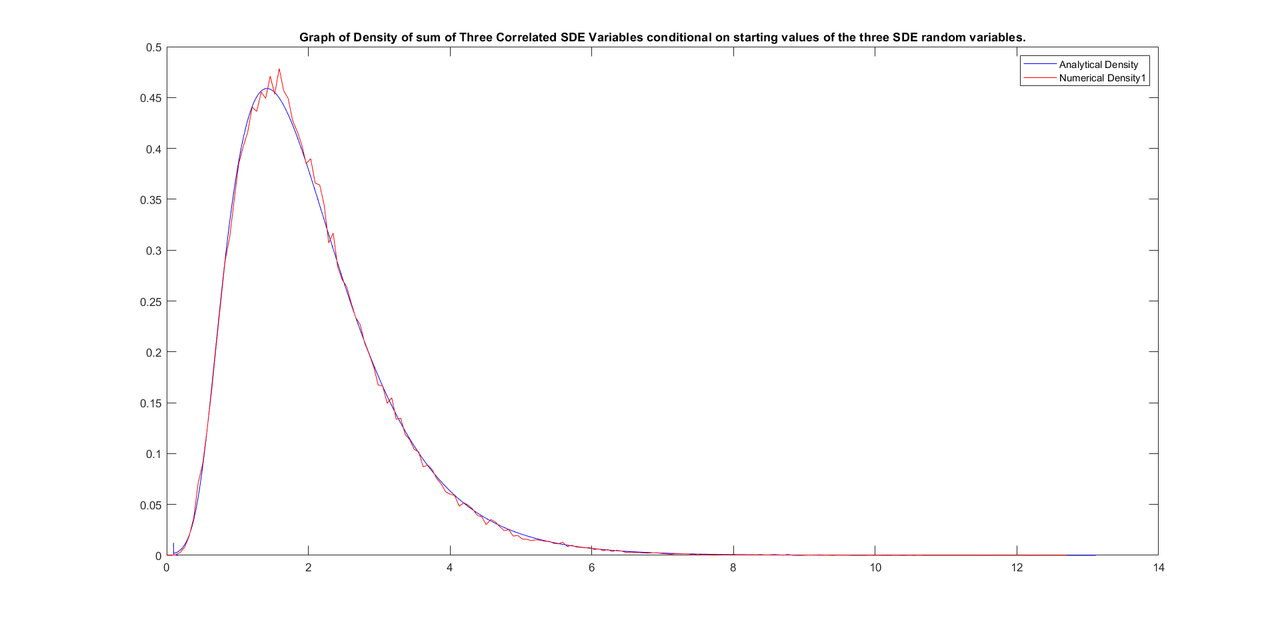 Graph of Density of sum of Three Correlated SDE Variables conditional on starting values of the three SDE random variables.
Analytical Density
Numerical Density1
0.5
0.45
0.4
0.35
0.3
0.25
0.2
0.15
0.1
0.05
0
0 2 4 6 8 10 12 14